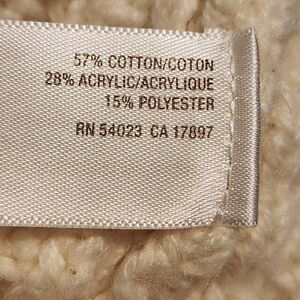 57% COTTON/COTON
28% ACRYLIC/ACRYLIQUE
15% POLYESTER
RN 54023 CA 17897